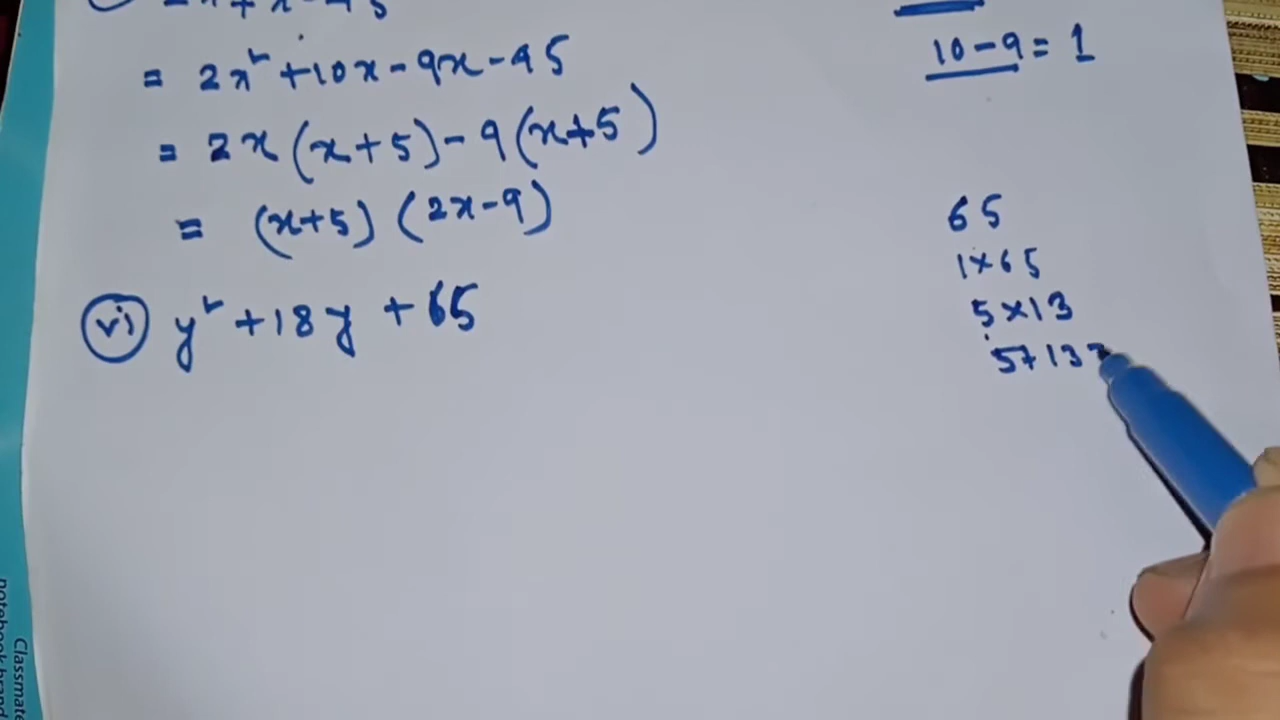 = 2x² + 10x - 9x - 45
= 2x (x + 5) - 9 (x + 5)
= (x + 5) (2x - 9)
(vi) y² + 18y + 65
10 - 9 = 1
65
1 × 65
5 × 13
5 + 13 =
Classmate